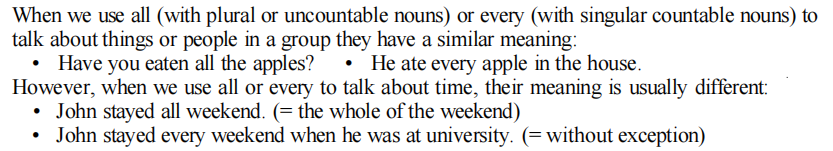 When we use all (with plural or uncountable nouns) or every (with singular countable nouns) to
talk about things or people in a group they have a similar meaning:
• Have you eaten all the apples? • He ate every apple in the house.
However, when we use all or every to talk about time, their meaning is usually different:
• John stayed all weekend. (= the whole of the weekend)
• John stayed every weekend when he was at university. (= without exception)